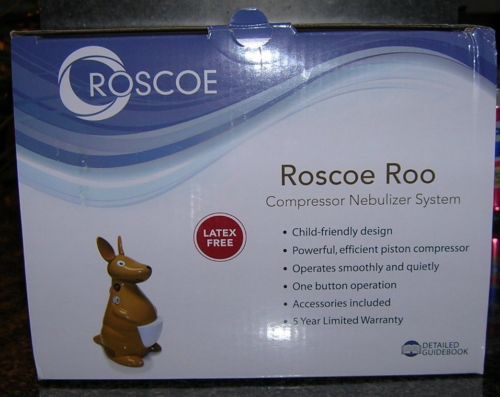 ROSCOE
Roscoe Roo
Compressor Nebulizer System
LATEX
FREE
• Child-friendly design
• Powerful, efficient piston compressor
• Operates smoothly and quietly
• One button operation
• Accessories included
• 5 Year Limited Warranty
DETAILED
GUIDEBOOK